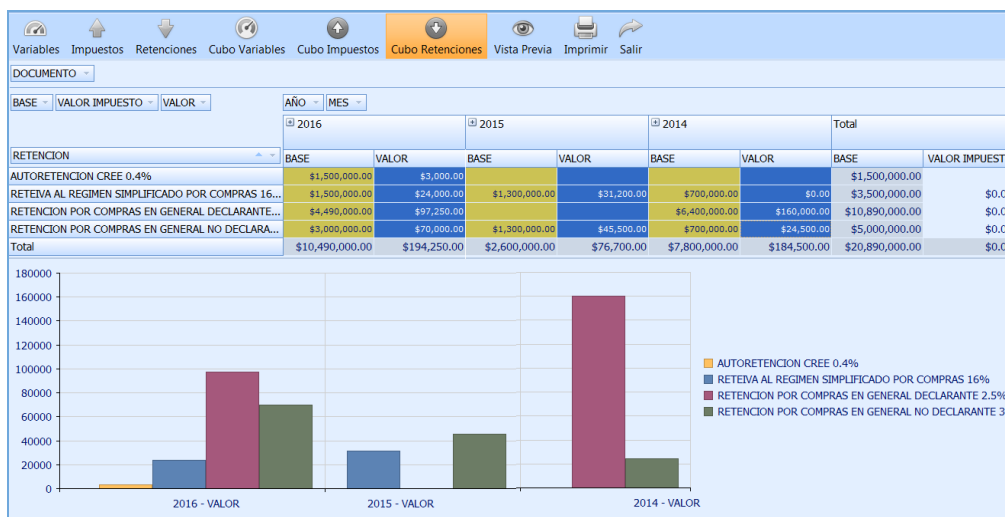 Variables Impuestos Retenciones Cubo Variables Cubo Impuestos Cubo Retenciones Vista Previa Imprimir Salir
DOCUMENTO
BASE VALOR IMPUESTO VALOR AÑO MES
2016 2015 2014 Total
RETENCION BASE VALOR BASE VALOR BASE VALOR BASE VALOR IMPUEST
AUTORETENCION CREE 0.4% $1,500,000.00 $3,000.00 $1,500,000.00
RETEIVA AL REGIMEN SIMPLIFICADO POR COMPRAS 16... $1,500,000.00 $24,000.00 $1,300,000.00 $31,200.00 $700,000.00 $0.00 $3,500,000.00 $0.0
RETENCION POR COMPRAS EN GENERAL DECLARANTE... $4,490,000.00 $97,250.00 $6,400,000.00 $160,000.00 $10,890,000.00 $0.0
RETENCION POR COMPRAS EN GENERAL NO DECLARA... $3,000,000.00 $70,000.00 $1,300,000.00 $45,500.00 $700,000.00 $24,500.00 $5,000,000.00 $0.0
Total $10,490,000.00 $194,250.00 $2,600,000.00 $76,700.00 $7,800,000.00 $184,500.00 $20,890,000.00 $0.0
180000
160000
140000
120000
100000
80000
60000
40000
20000
0
2016 - VALOR 2015 - VALOR 2014 - VALOR
AUTORETENCION CREE 0.4%
RETEIVA AL REGIMEN SIMPLIFICADO POR COMPRAS 16%
RETENCION POR COMPRAS EN GENERAL DECLARANTE 2.5%
RETENCION POR COMPRAS EN GENERAL NO DECLARANTE 3